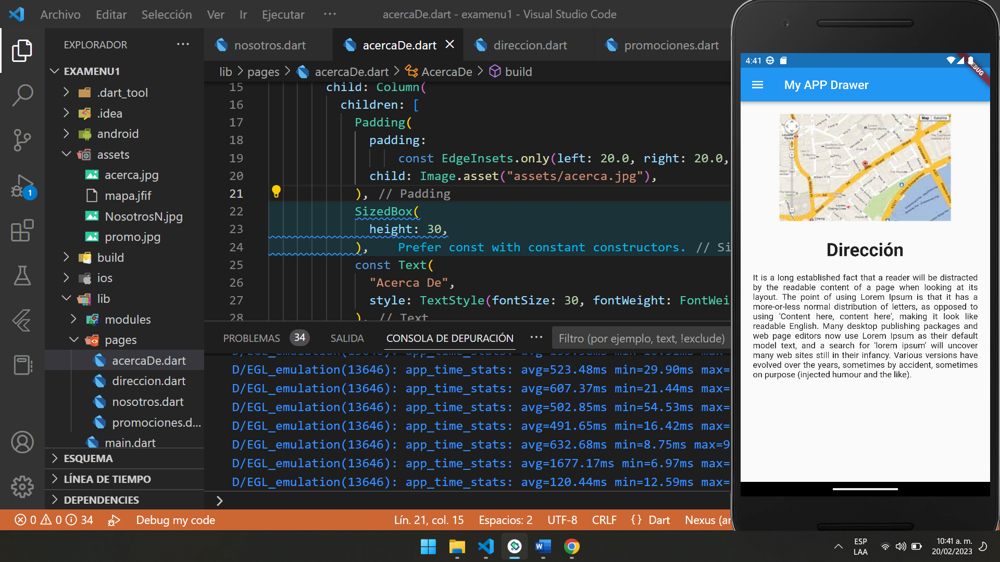 Archivo Editar Selección Ver Ir Ejecutar ··· acercaDe.dart - examenu1 - Visual Studio Code
EXPLORADOR ···
EXAMENU1
.dart_tool
.idea
android
assets
acerca.jpg
mapa.jfif
NosotrosN.jpg
promo.jpg
build
ios
lib
modules
pages
acercaDe.dart
direccion.dart
nosotros.dart
promociones.d...
main.dart
ESQUEMA
LÍNEA DE TIEMPO
DEPENDENCIES
1
nosotros.dart acercaDe.dart direccion.dart promociones.dart
lib > pages > acercaDe.dart > AcercaDe > build
15 child: Column(
16 children: [
17 Padding(
18 padding:
19 const EdgeInsets.only(left: 20.0, right: 20.0,
20 child: Image.asset("assets/acerca.jpg"),
21 ), // Padding
22 SizedBox(
23 height: 30,
24 ), Prefer const with constant constructors. // Si
25 const Text(
26 "Acerca De",
27 style: TextStyle(fontSize: 30, fontWeight: FontWei
28 ), // Text
PROBLEMAS 34 SALIDA CONSOLA DE DEPURACIÓN ··· Filtro (por ejemplo, text, !exclude)
D/EGL_emulation(13646): app_time_stats: avg=523.48ms min=29.90ms max=
D/EGL_emulation(13646): app_time_stats: avg=607.37ms min=21.44ms max=
D/EGL_emulation(13646): app_time_stats: avg=502.85ms min=54.53ms max=
D/EGL_emulation(13646): app_time_stats: avg=491.65ms min=16.42ms max=
D/EGL_emulation(13646): app_time_stats: avg=632.68ms min=8.75ms max=9
D/EGL_emulation(13646): app_time_stats: avg=1677.17ms min=6.97ms max=
D/EGL_emulation(13646): app_time_stats: avg=120.44ms min=12.59ms max=
>
0 0 34 Debug my code Lín. 21, col. 15 Espacios: 2 UTF-8 CRLF {} Dart Nexus (ar
4:41
My APP Drawer
Map Satellite
Strand
Dirección
It is a long established fact that a reader will be distracted
by the readable content of a page when looking at its
layout. The point of using Lorem Ipsum is that it has a
more-or-less normal distribution of letters, as opposed to
using 'Content here, content here', making it look like
readable English. Many desktop publishing packages and
web page editors now use Lorem Ipsum as their default
model text, and a search for 'lorem ipsum' will uncover
many web sites still in their infancy. Various versions have
evolved over the years, sometimes by accident, sometimes
on purpose (injected humour and the like).
ESP
LAA
10:41 a. m.
20/02/2023